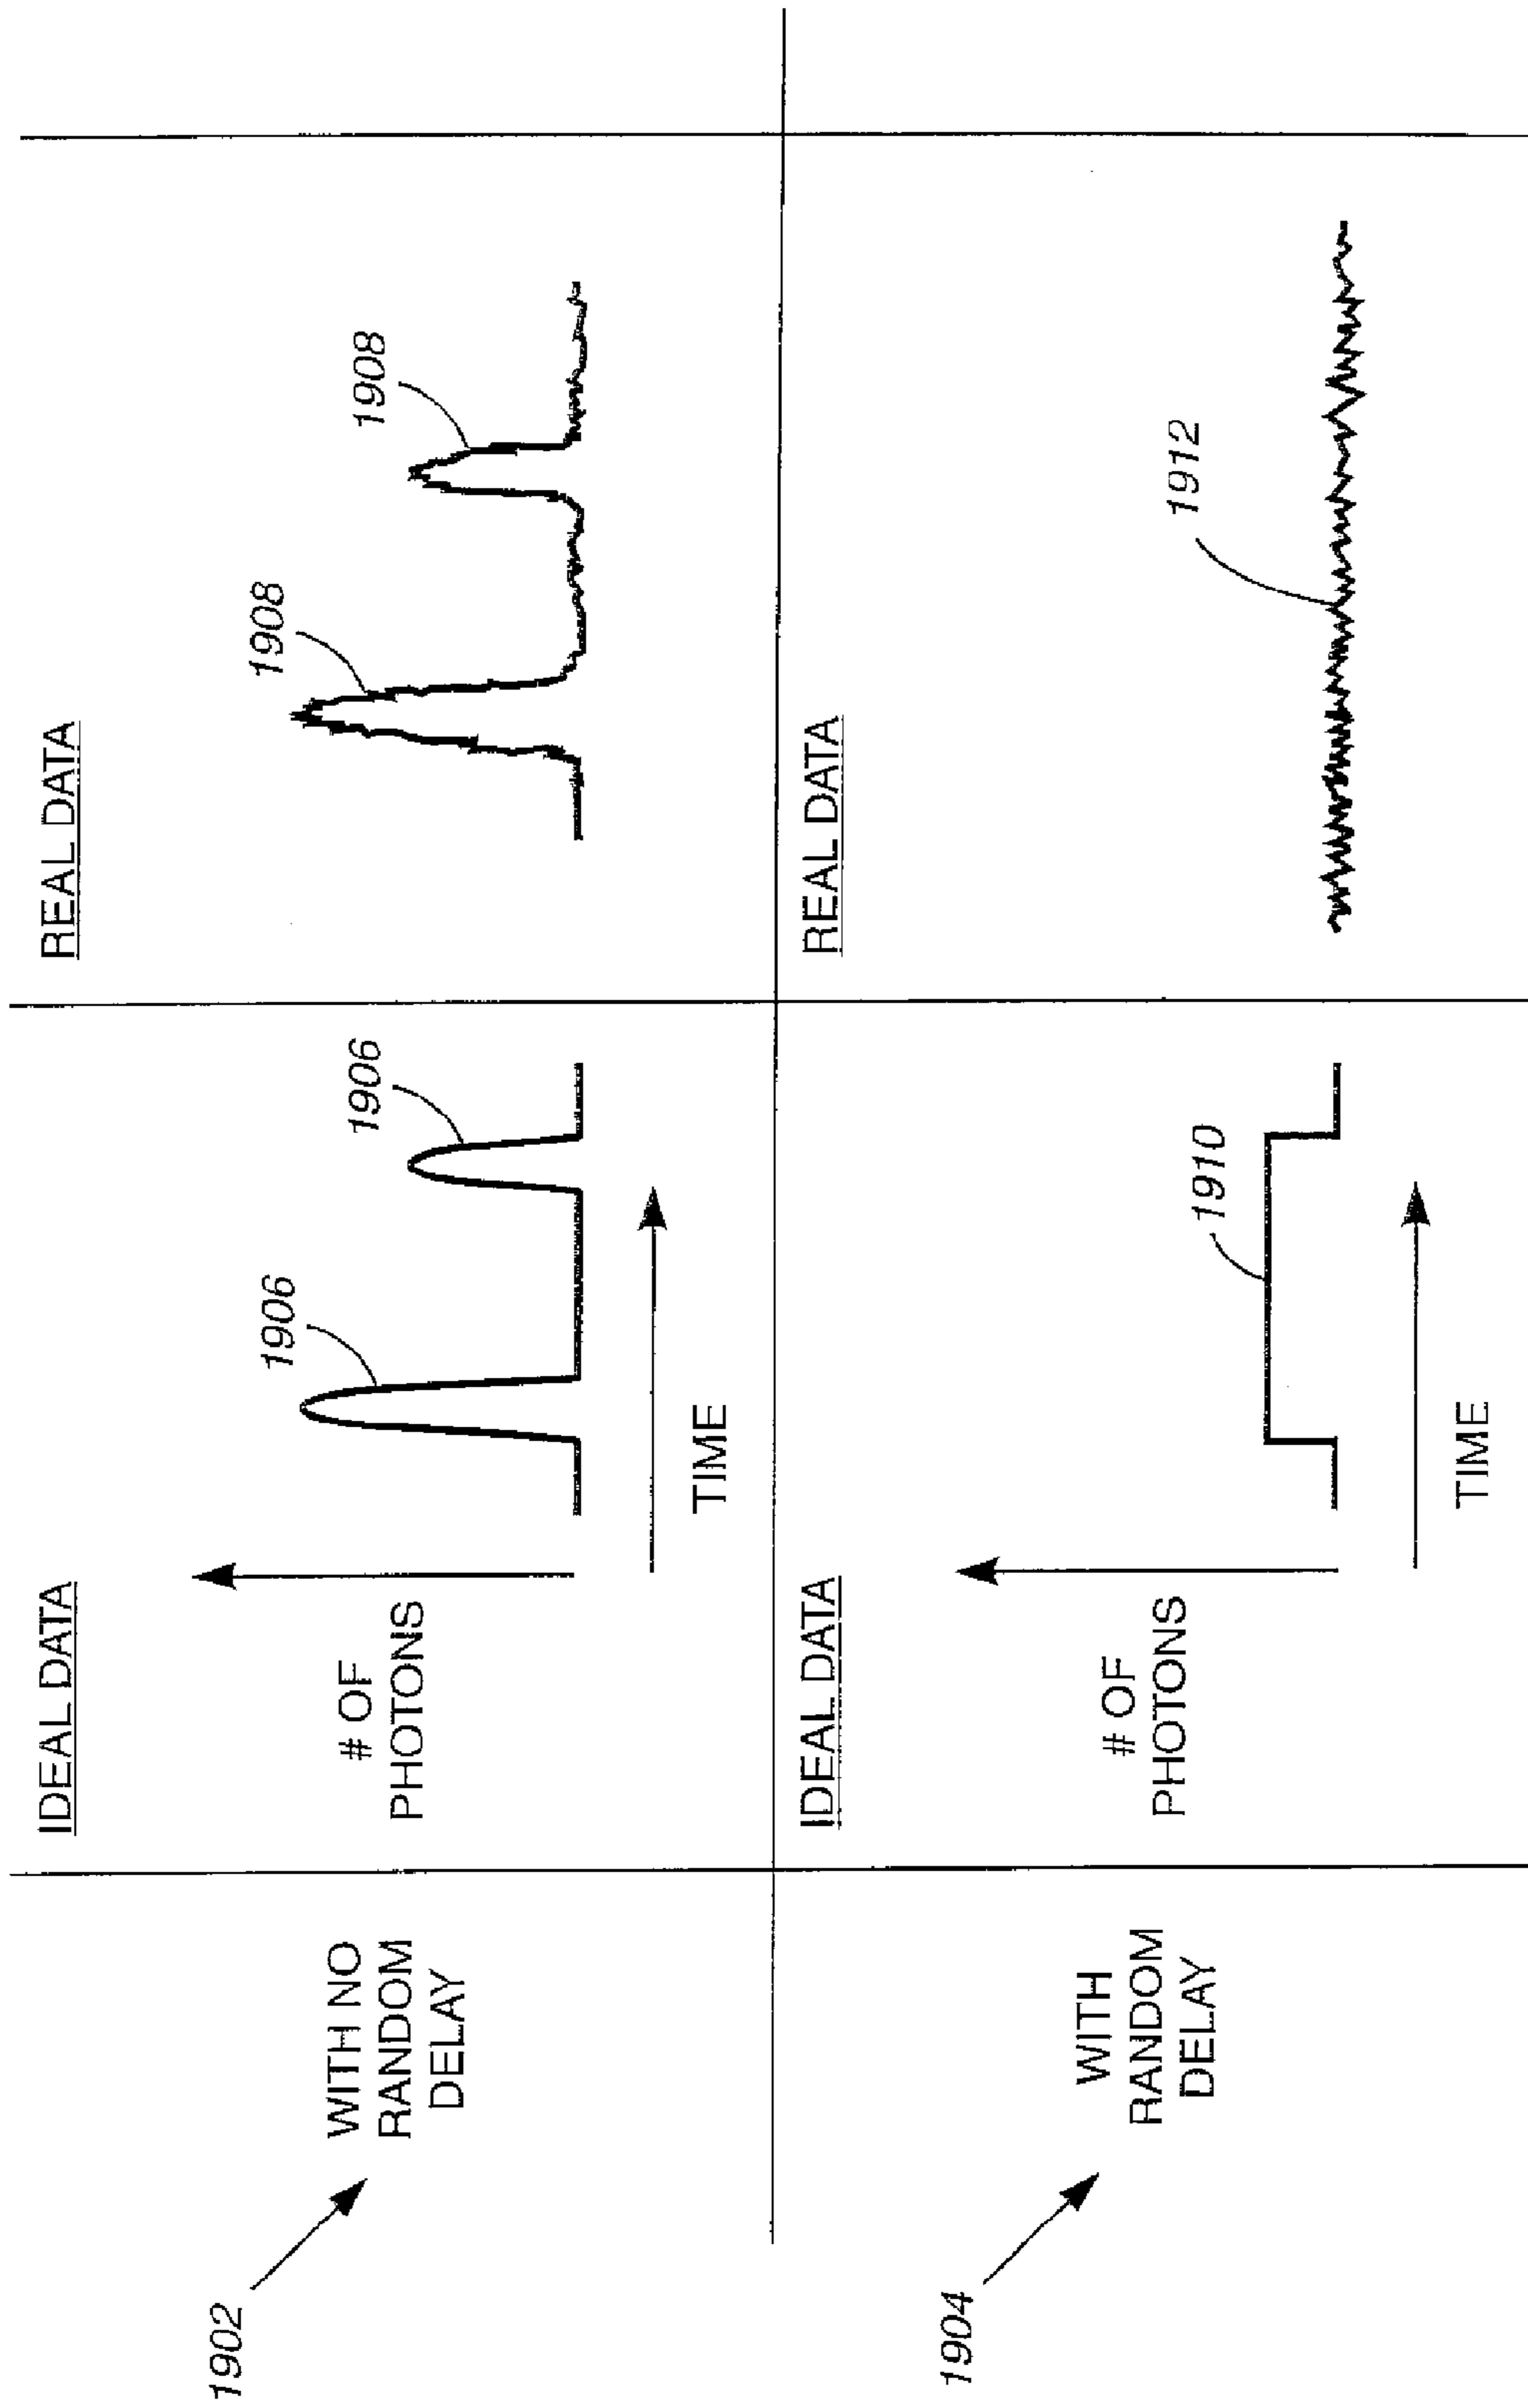 1902
WITH NO
RANDOM
DELAY
IDEAL DATA
# OF
PHOTONS
1906
1906
TIME
REAL DATA
1908
1908
1904
WITH
RANDOM
DELAY
IDEAL DATA
# OF
PHOTONS
1910
TIME
REAL DATA
1912